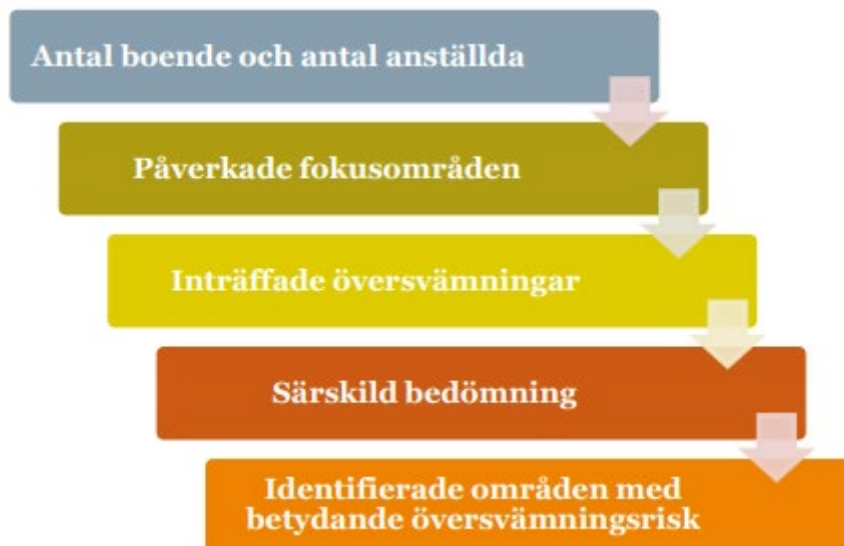 Antal boende och antal anställda
Påverkade fokusområden
Inträffade översvämningar
Särskild bedömning
Identifierade områden med
betydande översvämningsrisk